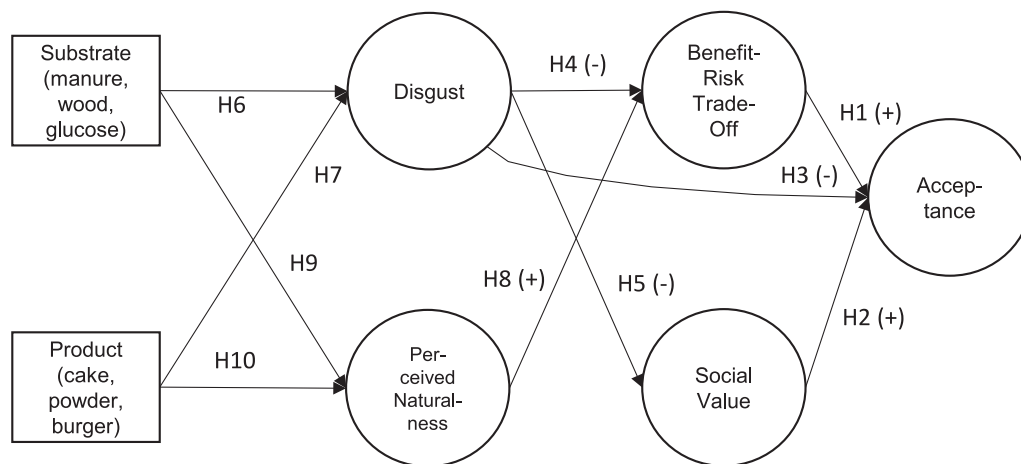 Substrate
(manure,
wood,
glucose)
H6
Disgust
H4 (-)
Benefit-
Risk
Trade-
Off
H1 (+)
H7
H3 (-)
Accep-
tance
H9
H8 (+)
H5 (-)
H2 (+)
Product
(cake,
powder,
burger)
H10
Per-
ceived
Natural-
ness
Social
Value